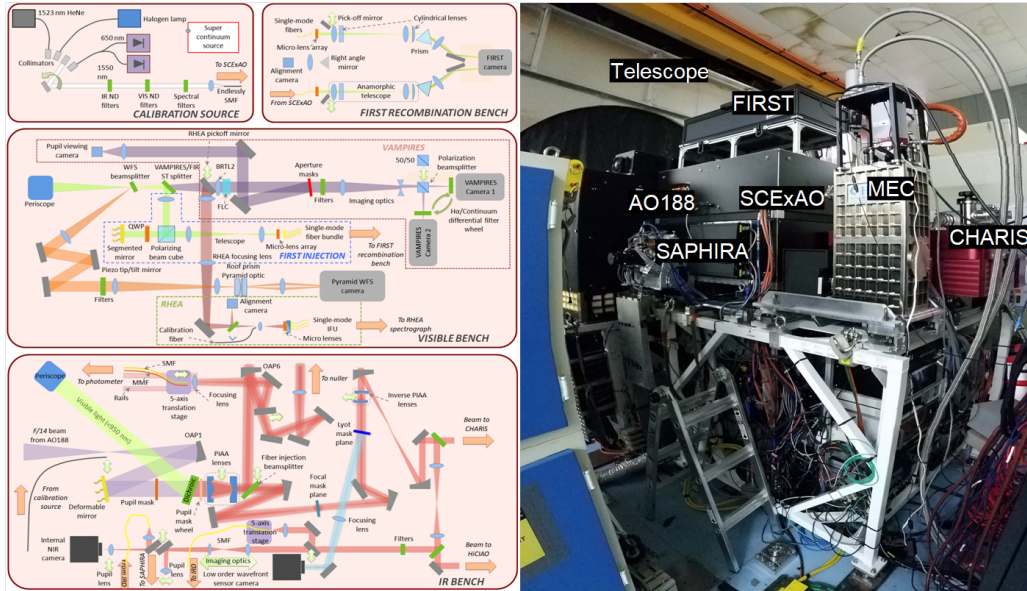 1523 nm HeNe
Halogen lamp
Super
continuum
source
650 nm
Collimators
1550
nm
To SCExAO
IR ND
filters
VIS ND
filters
Spectral
filters
Endlessly
SMF
CALIBRATION SOURCE
Single-mode
fibers
Pick-off mirror
Cylindrical lenses
Micro-lens array
Prism
FIRST
camera
Alignment
camera
Right angle
mirror
From SCExAO
Anamorphic
telescope
FIRST RECOMBINATION BENCH
RHEA pickoff mirror
Pupil viewing
camera
VAMPIRES
WFS
beamsplitter
VAMPIRES/FIR
ST splitter
BRTL2
FLC
Aperture
masks
50/50
Polarization
beamsplitter
Filters
Imaging optics
VAMPIRES
Camera 1
Periscope
Hα/Continuum
differential filter
wheel
VAMPIRES
Camera 2
QWP
Segmented
mirror
Polarizing
beam cube
Telescope
Single-mode
fiber bundle
Micro-lens array
FIRST INJECTION
To FIRST
recombination
bench
RHEA focusing lens
Piezo tip/tilt mirror
Roof prism
Pyramid optic
Filters
Pyramid WFS
camera
RHEA
Alignment
camera
Calibration
fiber
Single-mode
IFU
Micro lenses
To RHEA
spectrograph
VISIBLE BENCH
Periscope
To photometer
SMF
MMF
Rails
5-axis
translation
stage
Focusing
lens
OAP6
To nuller
Inverse PIAA
lenses
Visible light (<950 nm)
F/14 beam
from AO188
OAP1
Lyot
mask
plane
Beam to
CHARIS
PIAA
lenses
Fiber injection
beamsplitter
From
calibration
source
Dichroic
Focal mask
plane
Deformable
mirror
Pupil mask
Pupil
mask
wheel
Focusing
lens
5-axis
translation
stage
Internal
NIR
camera
SMF
Filters
Pupil
lens
From IRD
To SAPHIRA
Pupil
lens
To IRD
Imaging optics
Low order wavefront
sensor camera
Beam to
HiCIAO
IR BENCH
Telescope
FIRST
AO188
SCExAO
MEC
SAPHIRA
CHARIS